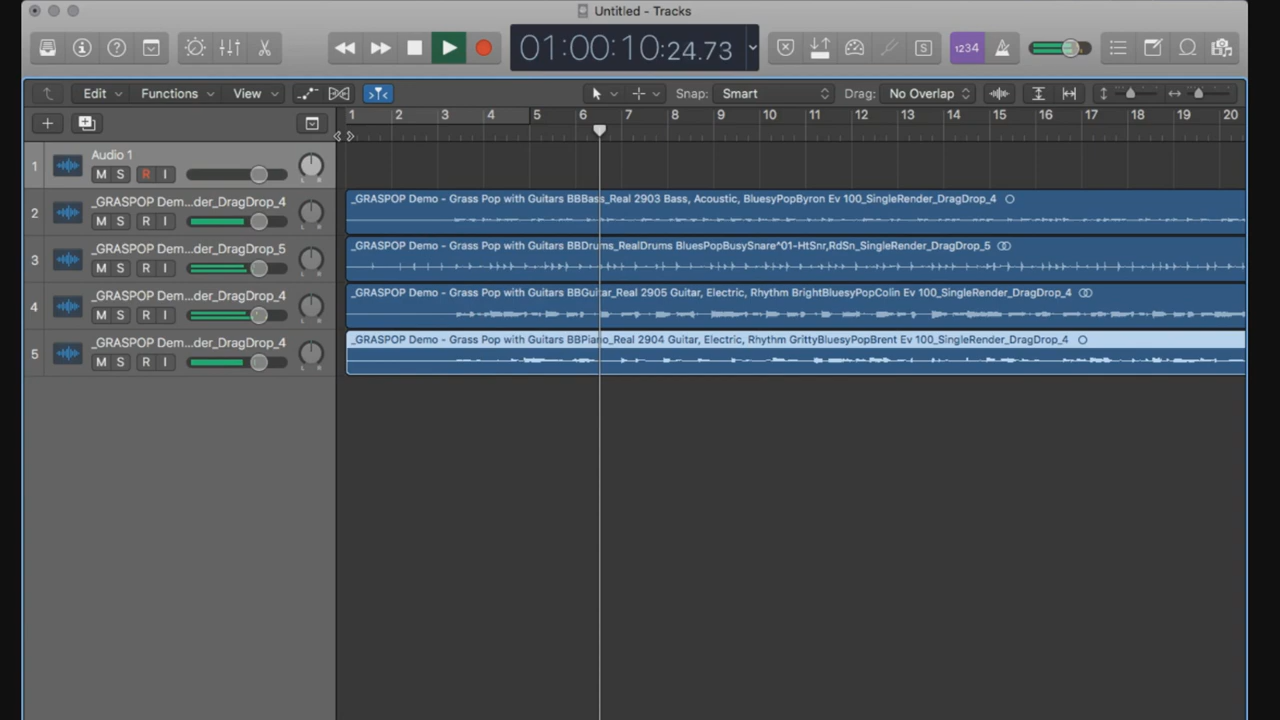 Untitled - Tracks
01:00:10:24.73
1234
Edit Functions View Snap: Smart Drag: No Overlap
1 2 3 4 5 6 7 8 9 10 11 12 13 14 15 16 17 18 19 20
1 Audio 1
M S R I
2 _GRASPOP Dem...der_DragDrop_4
M S R I
_GRASPOP Demo - Grass Pop with Guitars BBBass_Real 2903 Bass, Acoustic, BluesyPopByron Ev 100_SingleRender_DragDrop_4
3 _GRASPOP Dem...der_DragDrop_5
M S R I
_GRASPOP Demo - Grass Pop with Guitars BBDrums_RealDrums BluesPopBusySnare^01-HtSnr,RdSn_SingleRender_DragDrop_5
4 _GRASPOP Dem...der_DragDrop_4
M S R I
_GRASPOP Demo - Grass Pop with Guitars BBGuitar_Real 2905 Guitar, Electric, Rhythm BrightBluesyPopColin Ev 100_SingleRender_DragDrop_4
5 _GRASPOP Dem...der_DragDrop_4
M S R I
_GRASPOP Demo - Grass Pop with Guitars BBPiano_Real 2904 Guitar, Electric, Rhythm GrittyBluesyPopBrent Ev 100_SingleRender_DragDrop_4